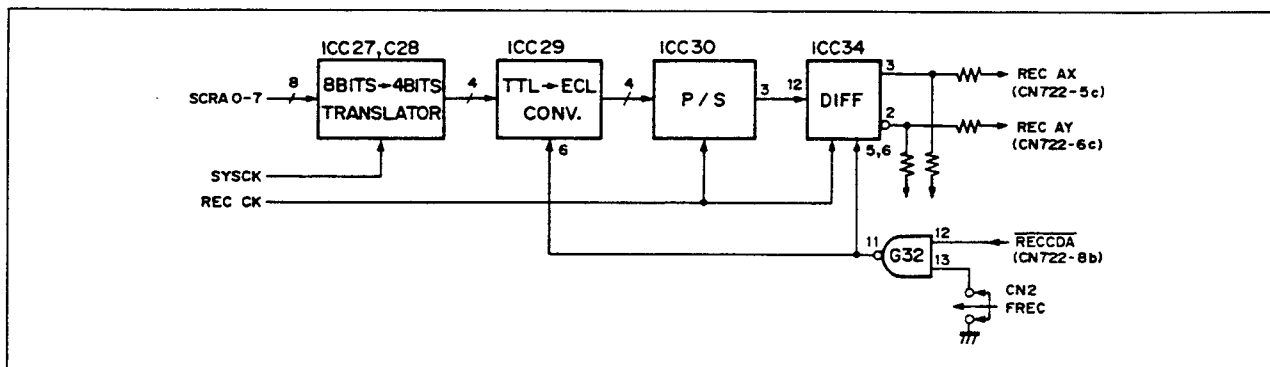 ICC27, C28
ICC29
ICC30
ICC34
SCRA 0-7
8
8BITS→4BITS
TRANSLATOR
4
TTL→ECL
CONV.
4
P/S
3
12
DIFF
3
REC AX
(CN722-5c)
2
REC AY
(CN722-6c)
6
5,6
SYSCK
REC CK
11
G32
12
RECCDA
(CN722-8b)
13
CN2
FREC